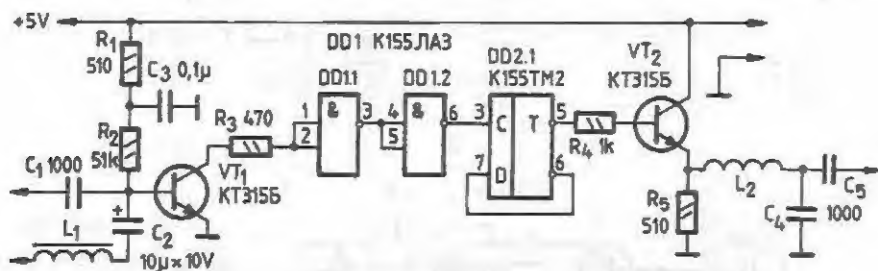 +5V
R1
510
C3 0,1μ
R2
51k
C1 1000
L1
+
C2
10μ×10V
VT1
КТ315Б
R3 470
DD1 К155ЛА3
DD1.1
1
2
&
3
DD1.2
4
5
&
6
DD2.1
К155ТМ2
3
C
T
5
7
D
6
R4 1k
VT2
КТ315Б
R5
510
L2
C4
1000
C5